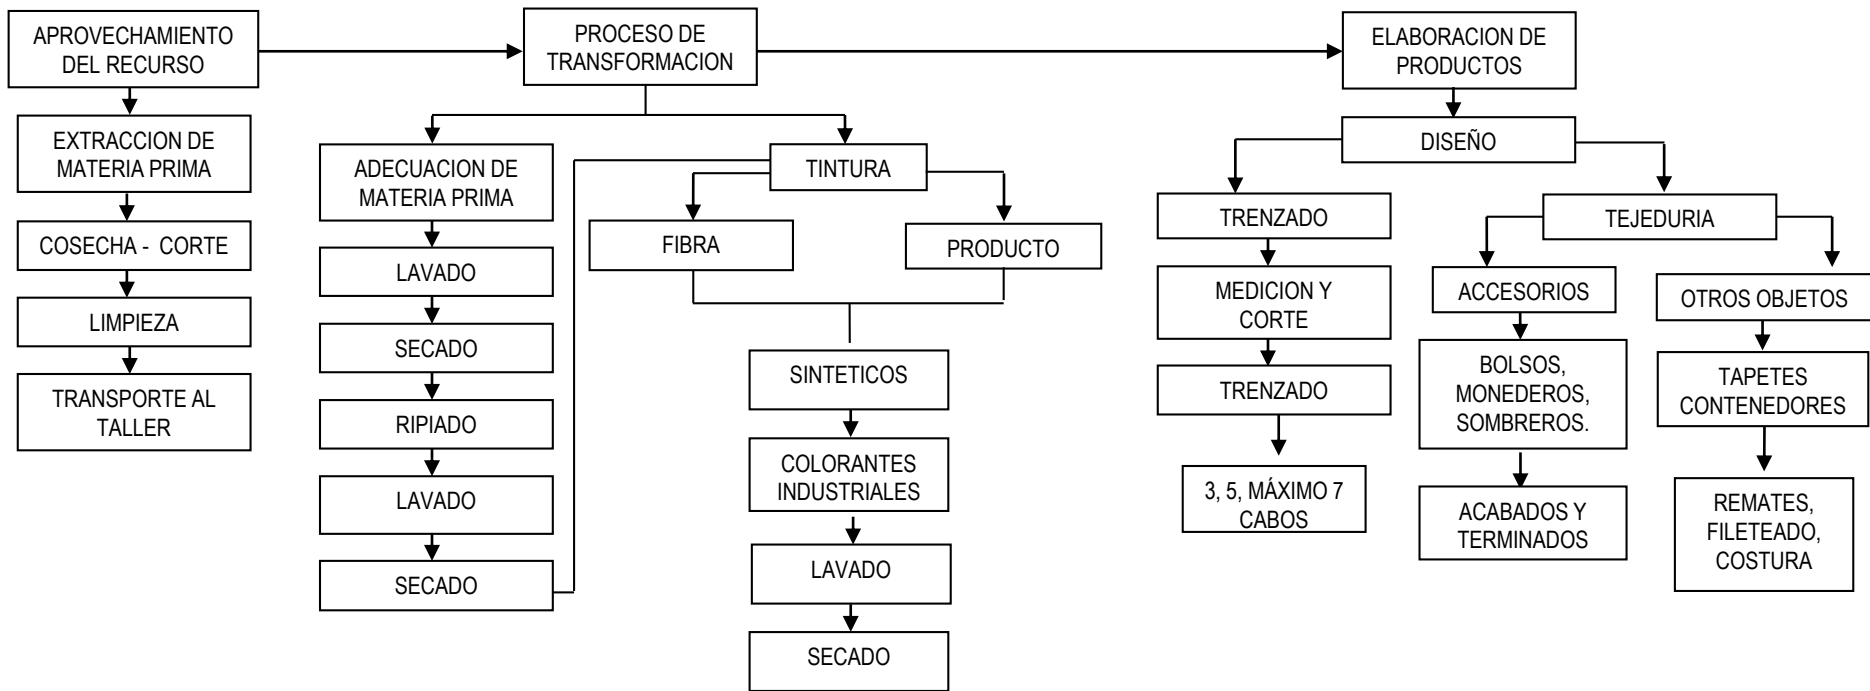 APROVECHAMIENTO
DEL RECURSO
EXTRACCION DE
MATERIA PRIMA
COSECHA - CORTE
LIMPIEZA
TRANSPORTE AL
TALLER
PROCESO DE
TRANSFORMACION
ADECUACION DE
MATERIA PRIMA
LAVADO
SECADO
RIPIADO
LAVADO
SECADO
TINTURA
FIBRA
PRODUCTO
SINTETICOS
COLORANTES
INDUSTRIALES
LAVADO
SECADO
ELABORACION DE
PRODUCTOS
DISEÑO
TRENZADO
MEDICION Y
CORTE
TRENZADO
3, 5, MÁXIMO 7
CABOS
TEJEDURIA
ACCESORIOS
BOLSOS,
MONEDEROS,
SOMBREROS.
ACABADOS Y
TERMINADOS
OTROS OBJETOS
TAPETES
CONTENEDORES
REMATES,
FILETEADO,
COSTURA